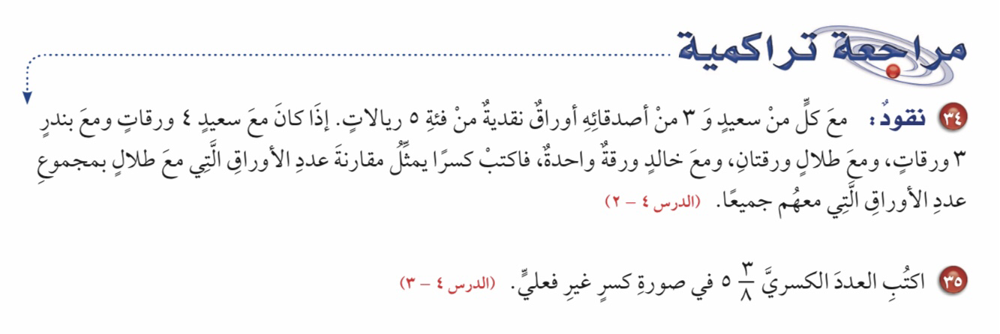 مراجعة تراكمية
٣٤ نقودٌ: معَ كلٍّ منْ سعيدٍ وَ ٣ منْ أصدقائِهِ أوراقٌ نقديةٌ منْ فئةِ ٥ ريالاتٍ. إذَا كانَ معَ سعيدٍ ٤ ورقاتٍ ومعَ بندرٍ
٣ ورقاتٍ، ومعَ طلالٍ ورقتانِ، ومعَ خالدٍ ورقةٌ واحدةٌ، فاكتبْ كسرًا يمثِّلُ مقارنةَ عددِ الأوراقِ الَّتِي معَ طلالٍ بمجموعِ
عددِ الأوراقِ الَّتِي معهُم جميعًا. (الدرس ٤ – ٢)
٣٥ اكتُبِ العددَ الكسريَّ ٥ ٣/٨ في صورةِ كسرٍ غيرِ فعليٍّ. (الدرس ٤ – ٣)